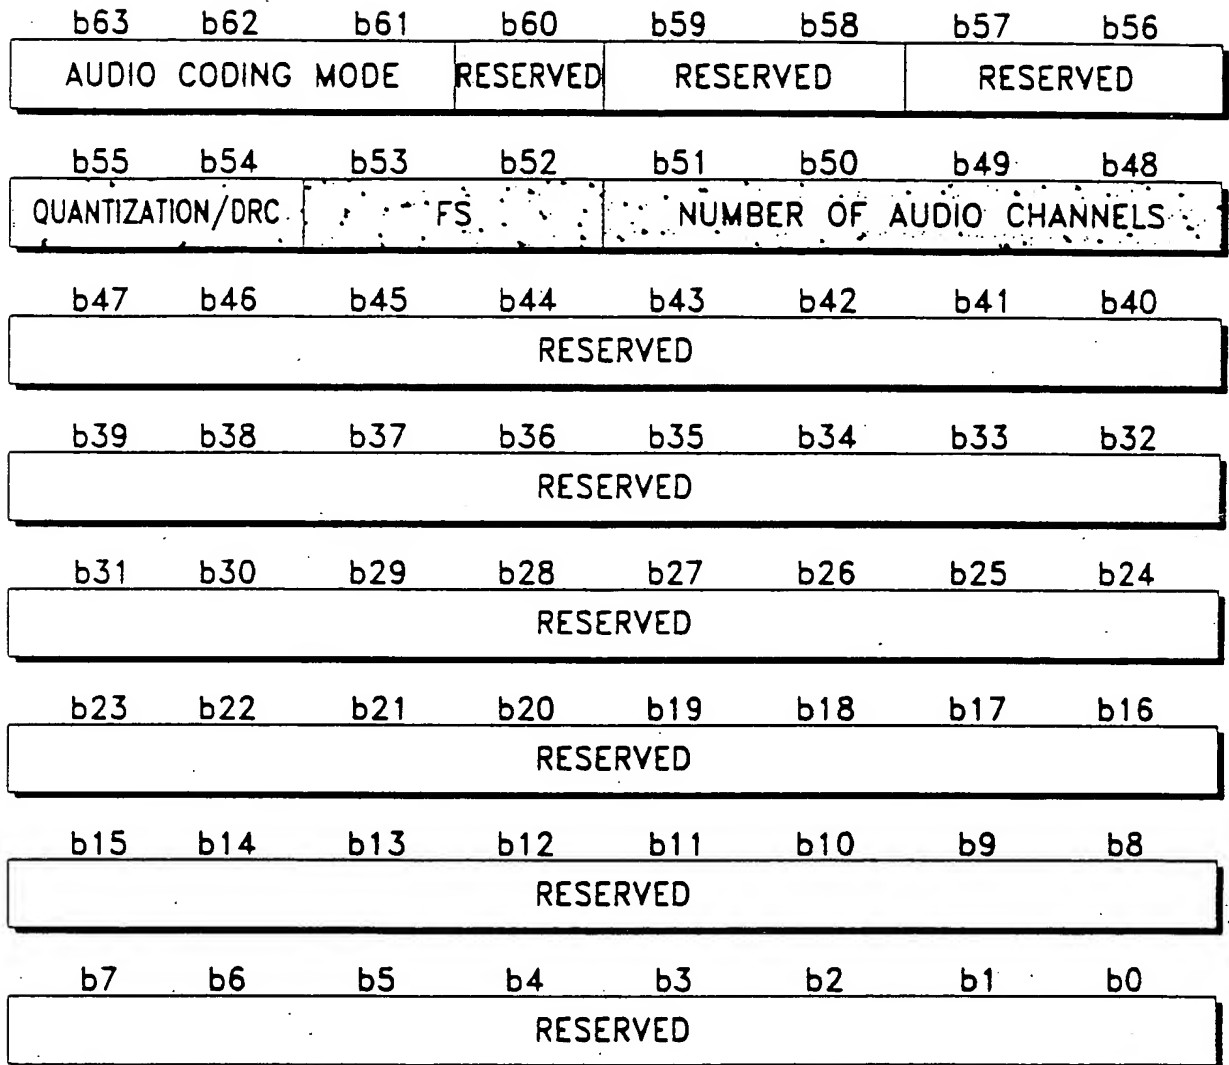 b63 b62 b61 b60 b59 b58 b57 b56
AUDIO CODING MODE RESERVED RESERVED RESERVED
b55 b54 b53 b52 b51 b50 b49 b48
QUANTIZATION/DRC FS NUMBER OF AUDIO CHANNELS
b47 b46 b45 b44 b43 b42 b41 b40
RESERVED
b39 b38 b37 b36 b35 b34 b33 b32
RESERVED
b31 b30 b29 b28 b27 b26 b25 b24
RESERVED
b23 b22 b21 b20 b19 b18 b17 b16
RESERVED
b15 b14 b13 b12 b11 b10 b9 b8
RESERVED
b7 b6 b5 b4 b3 b2 b1 b0
RESERVED